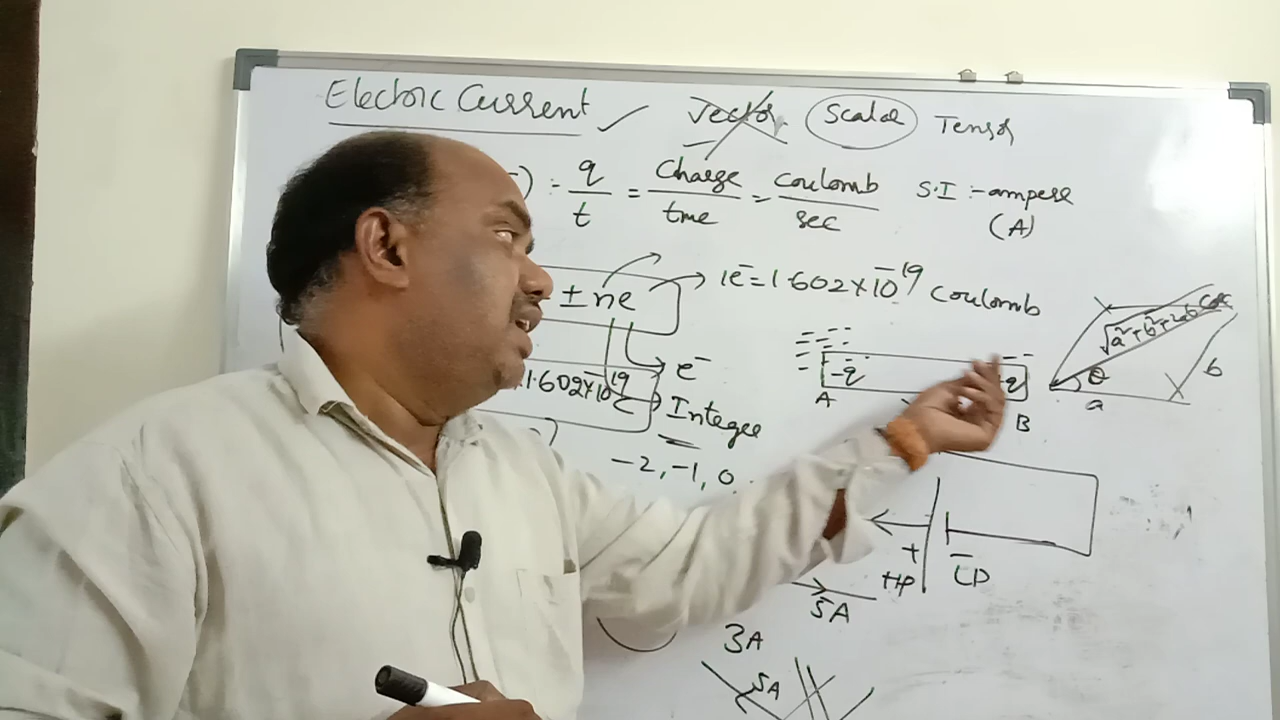 Electric Current ✓ Vector Scalar Tensor
) = q/t = Charge/time = Coulomb/sec S.I :- ampere (A)
±ne 1e⁻ = 1.602×10⁻¹⁹ Coulomb
√a²+b²+2ab cosα
θ
a
b
e⁻
-q
-q
A
B
1.602×10⁻¹⁹ C
Integer
-2, -1, 0
+
-
HP
LP
5A
3A
5A